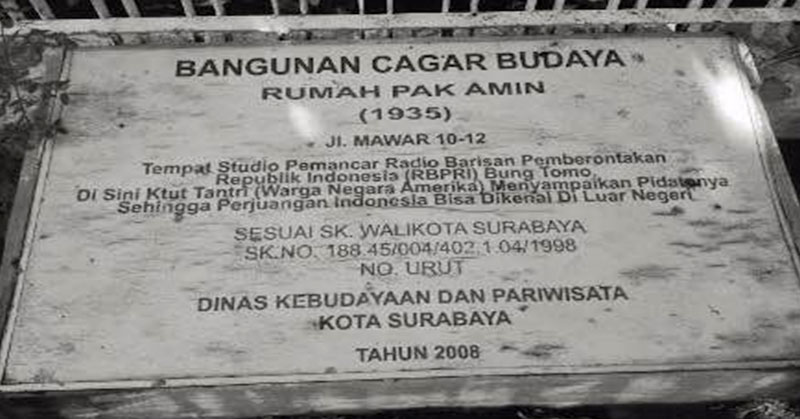 BANGUNAN CAGAR BUDAYA
RUMAH PAK AMIN
(1935)
Jl. MAWAR 10-12
Tempat Studio Pemancar Radio Barisan Pemberontakan
Republik Indonesia (RBPRI) Bung Tomo,
Di Sini Ktut Tantri (Warga Negara Amerika) Menyampaikan Pidatonya
Sehingga Perjuangan Indonesia Bisa Dikenal Di Luar Negeri
SESUAI SK. WALIKOTA SURABAYA
SK.NO. 188.45/004/402.1.04/1998
NO. URUT
DINAS KEBUDAYAAN DAN PARIWISATA
KOTA SURABAYA
TAHUN 2008